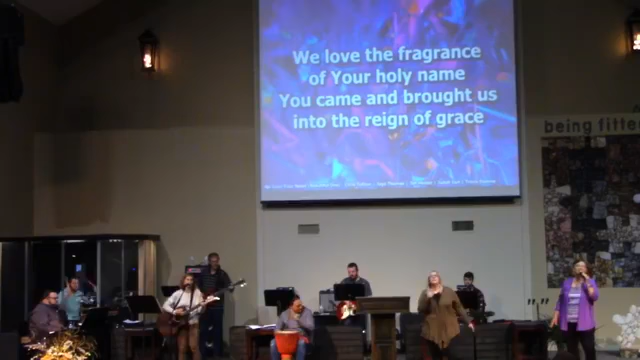 We love the fragrance
of Your holy name
You came and brought us
into the reign of grace
being fitte